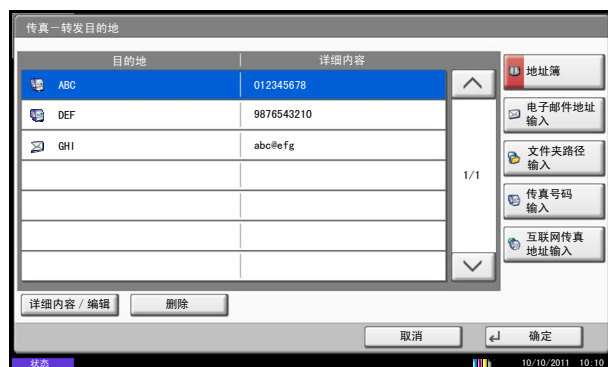 传真－转发目的地
目的地 详细内容
ABC 012345678
DEF 9876543210
GHI abc@efg
1/1
地址簿
电子邮件地址
输入
文件夹路径
输入
传真号码
输入
互联网传真
地址输入
详细内容 / 编辑 删除
取消 确定
状态 10/10/2011 10:10